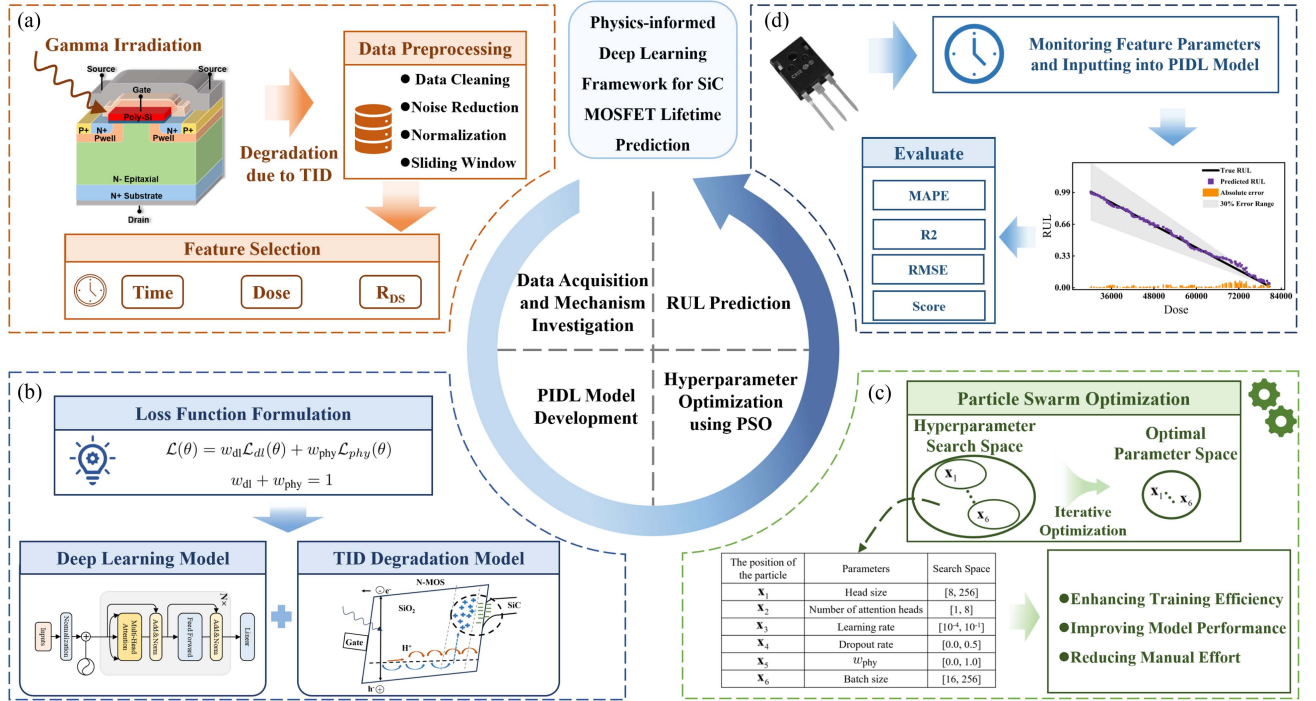 (a)
Gamma Irradiation
Source
Source
Gate
Poly-Si
P+
N+
N+
P+
Pwell
Pwell
N- Epitaxial
N+ Substrate
Drain
Degradation
due to TID
Data Preprocessing
●Data Cleaning
●Noise Reduction
●Normalization
●Sliding Window
Feature Selection
Time
Dose
R_DS
Physics-informed
Deep Learning
Framework for SiC
MOSFET Lifetime
Prediction
Data Acquisition
and Mechanism
Investigation
RUL Prediction
PIDL Model
Development
Hyperparameter
Optimization
using PSO
(d)
Monitoring Feature Parameters
and Inputting into PIDL Model
Evaluate
MAPE
R2
RMSE
Score
True RUL
Predicted RUL
Absolute error
30% Error Range
RUL
0.99
0.66
0.33
0.00
36000 48000 60000 72000 84000
Dose
(b)
Loss Function Formulation
ℒ(θ) = w_dl ℒ_dl(θ) + w_phy ℒ_phy(θ)
w_dl + w_phy = 1
Deep Learning Model
Inputs
Normalization
Multi-Head
Attention
Add&Norm
Feed Forward
Add&Norm
N×
Linear
TID Degradation Model
N-MOS
e⁻
SiO₂
SiC
Gate
H⁺
h⁺
(c)
Particle Swarm Optimization
Hyperparameter
Search Space
x₁
x₆
Iterative
Optimization
Optimal
Parameter Space
x₁ x₆
The position of
the particle
Parameters
Search Space
x₁ Head size [8, 256]
x₂ Number of attention heads [1, 8]
x₃ Learning rate [10⁻⁴, 10⁻¹]
x₄ Dropout rate [0.0, 0.5]
x₅ w_phy [0.0, 1.0]
x₆ Batch size [16, 256]
●Enhancing Training Efficiency
●Improving Model Performance
●Reducing Manual Effort